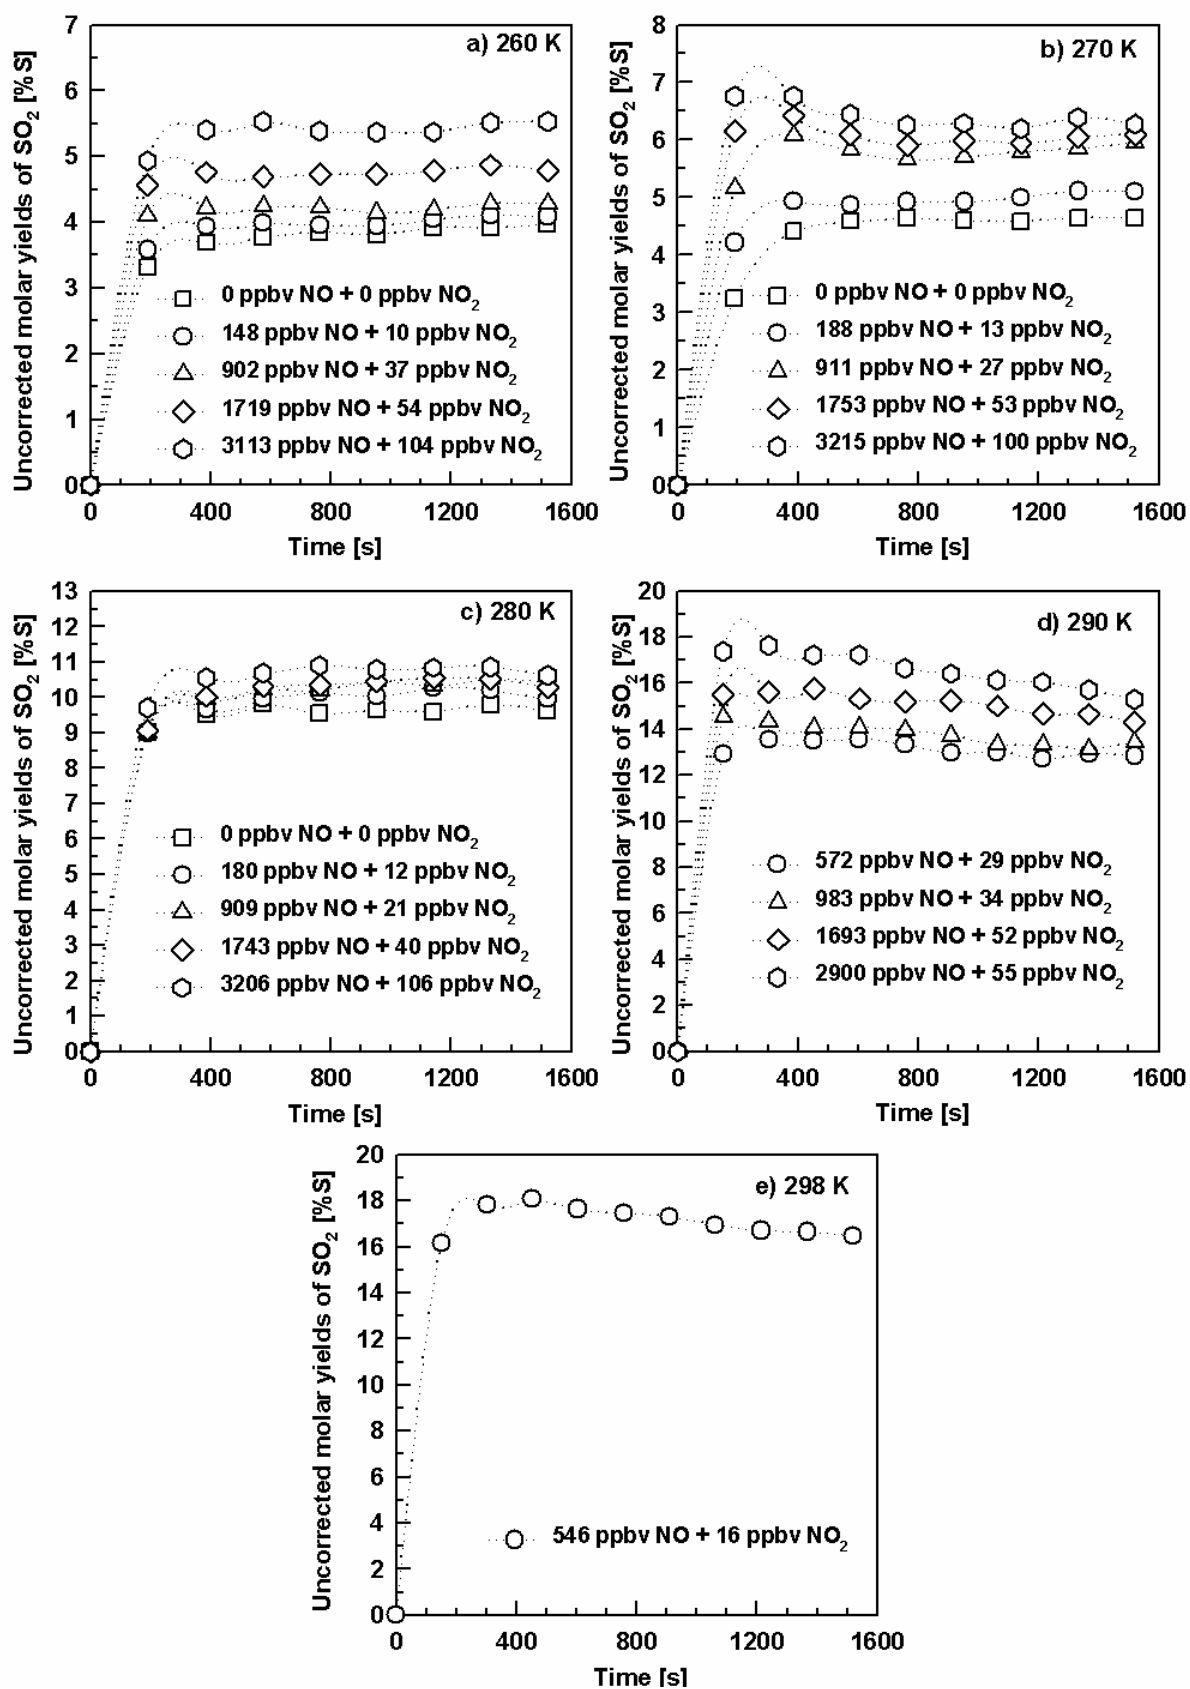 Uncorrected molar yields of SO2 [%S]
a) 260 K
7
6
5
4
3
2
1
0
0 ppbv NO + 0 ppbv NO2
148 ppbv NO + 10 ppbv NO2
902 ppbv NO + 37 ppbv NO2
1719 ppbv NO + 54 ppbv NO2
3113 ppbv NO + 104 ppbv NO2
0 400 800 1200 1600
Time [s]
Uncorrected molar yields of SO2 [%S]
b) 270 K
8
7
6
5
4
3
2
1
0
0 ppbv NO + 0 ppbv NO2
188 ppbv NO + 13 ppbv NO2
911 ppbv NO + 27 ppbv NO2
1753 ppbv NO + 53 ppbv NO2
3215 ppbv NO + 100 ppbv NO2
0 400 800 1200 1600
Time [s]
Uncorrected molar yields of SO2 [%S]
c) 280 K
13
12
11
10
9
8
7
6
5
4
3
2
1
0
0 ppbv NO + 0 ppbv NO2
180 ppbv NO + 12 ppbv NO2
909 ppbv NO + 21 ppbv NO2
1743 ppbv NO + 40 ppbv NO2
3206 ppbv NO + 106 ppbv NO2
0 400 800 1200 1600
Time [s]
Uncorrected molar yields of SO2 [%S]
d) 290 K
20
18
16
14
12
10
8
6
4
2
0
572 ppbv NO + 29 ppbv NO2
983 ppbv NO + 34 ppbv NO2
1693 ppbv NO + 52 ppbv NO2
2900 ppbv NO + 55 ppbv NO2
0 400 800 1200 1600
Time [s]
Uncorrected molar yields of SO2 [%S]
e) 298 K
20
18
16
14
12
10
8
6
4
2
0
546 ppbv NO + 16 ppbv NO2
0 400 800 1200 1600
Time [s]